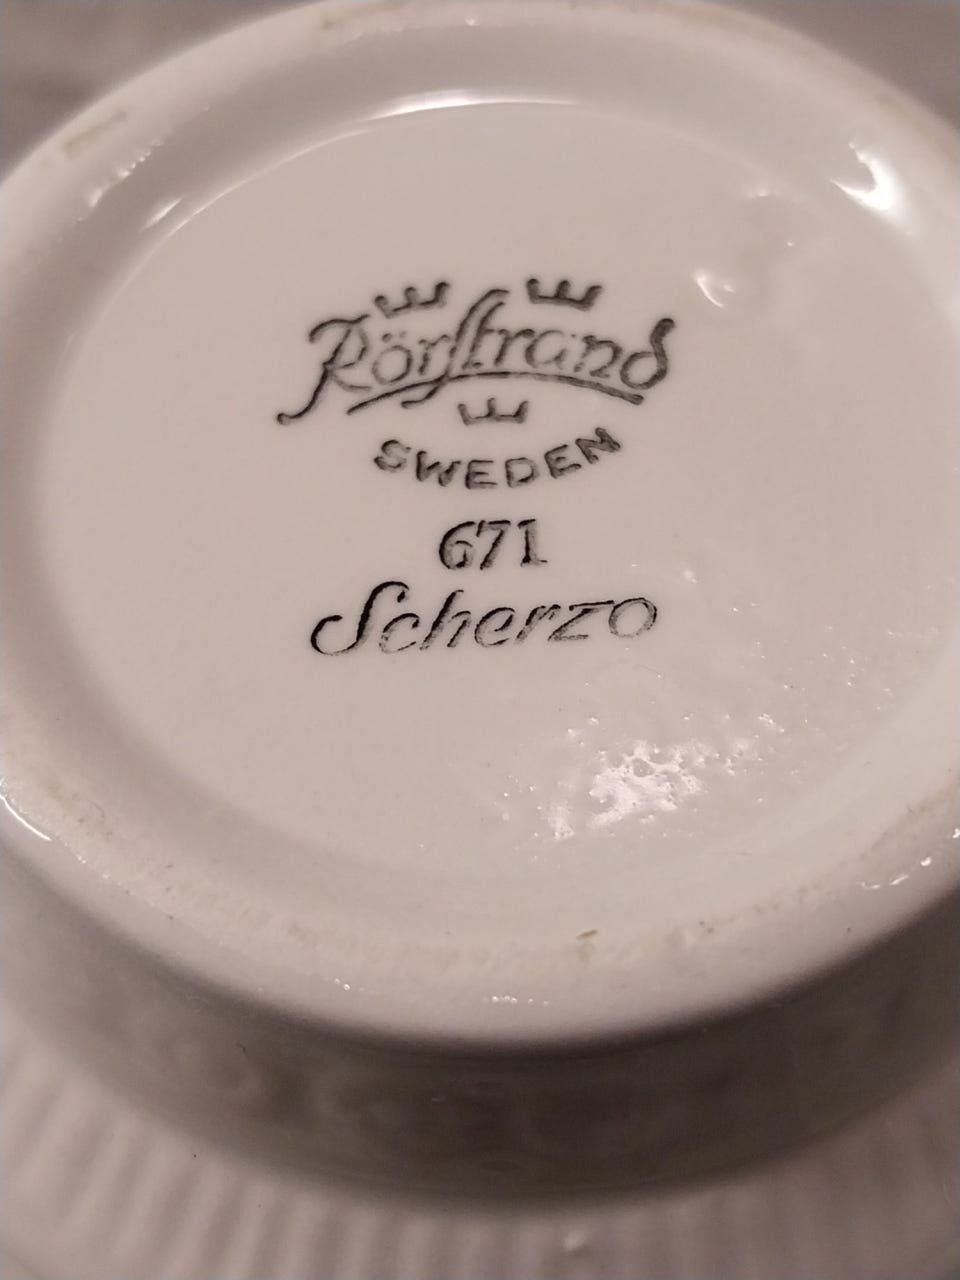 Rörstrand
SWEDEN
671
Scherzo